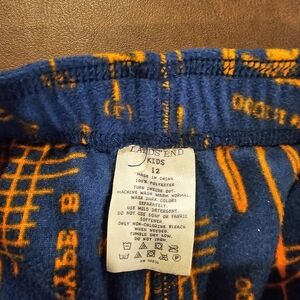 LANDS' END
KIDS
12
MADE IN CHINA
100% POLYESTER
TURN INSIDE OUT.
MACHINE WASH WARM NORMAL
WASH DARK COLORS
SEPARATELY.
USE MILD DETERGENT.
DO NOT USE SOAP OR FABRIC
SOFTENER.
ONLY NON-CHLORINE BLEACH
WHEN NEEDED.
TUMBLE DRY LOW.
DO NOT IRON.